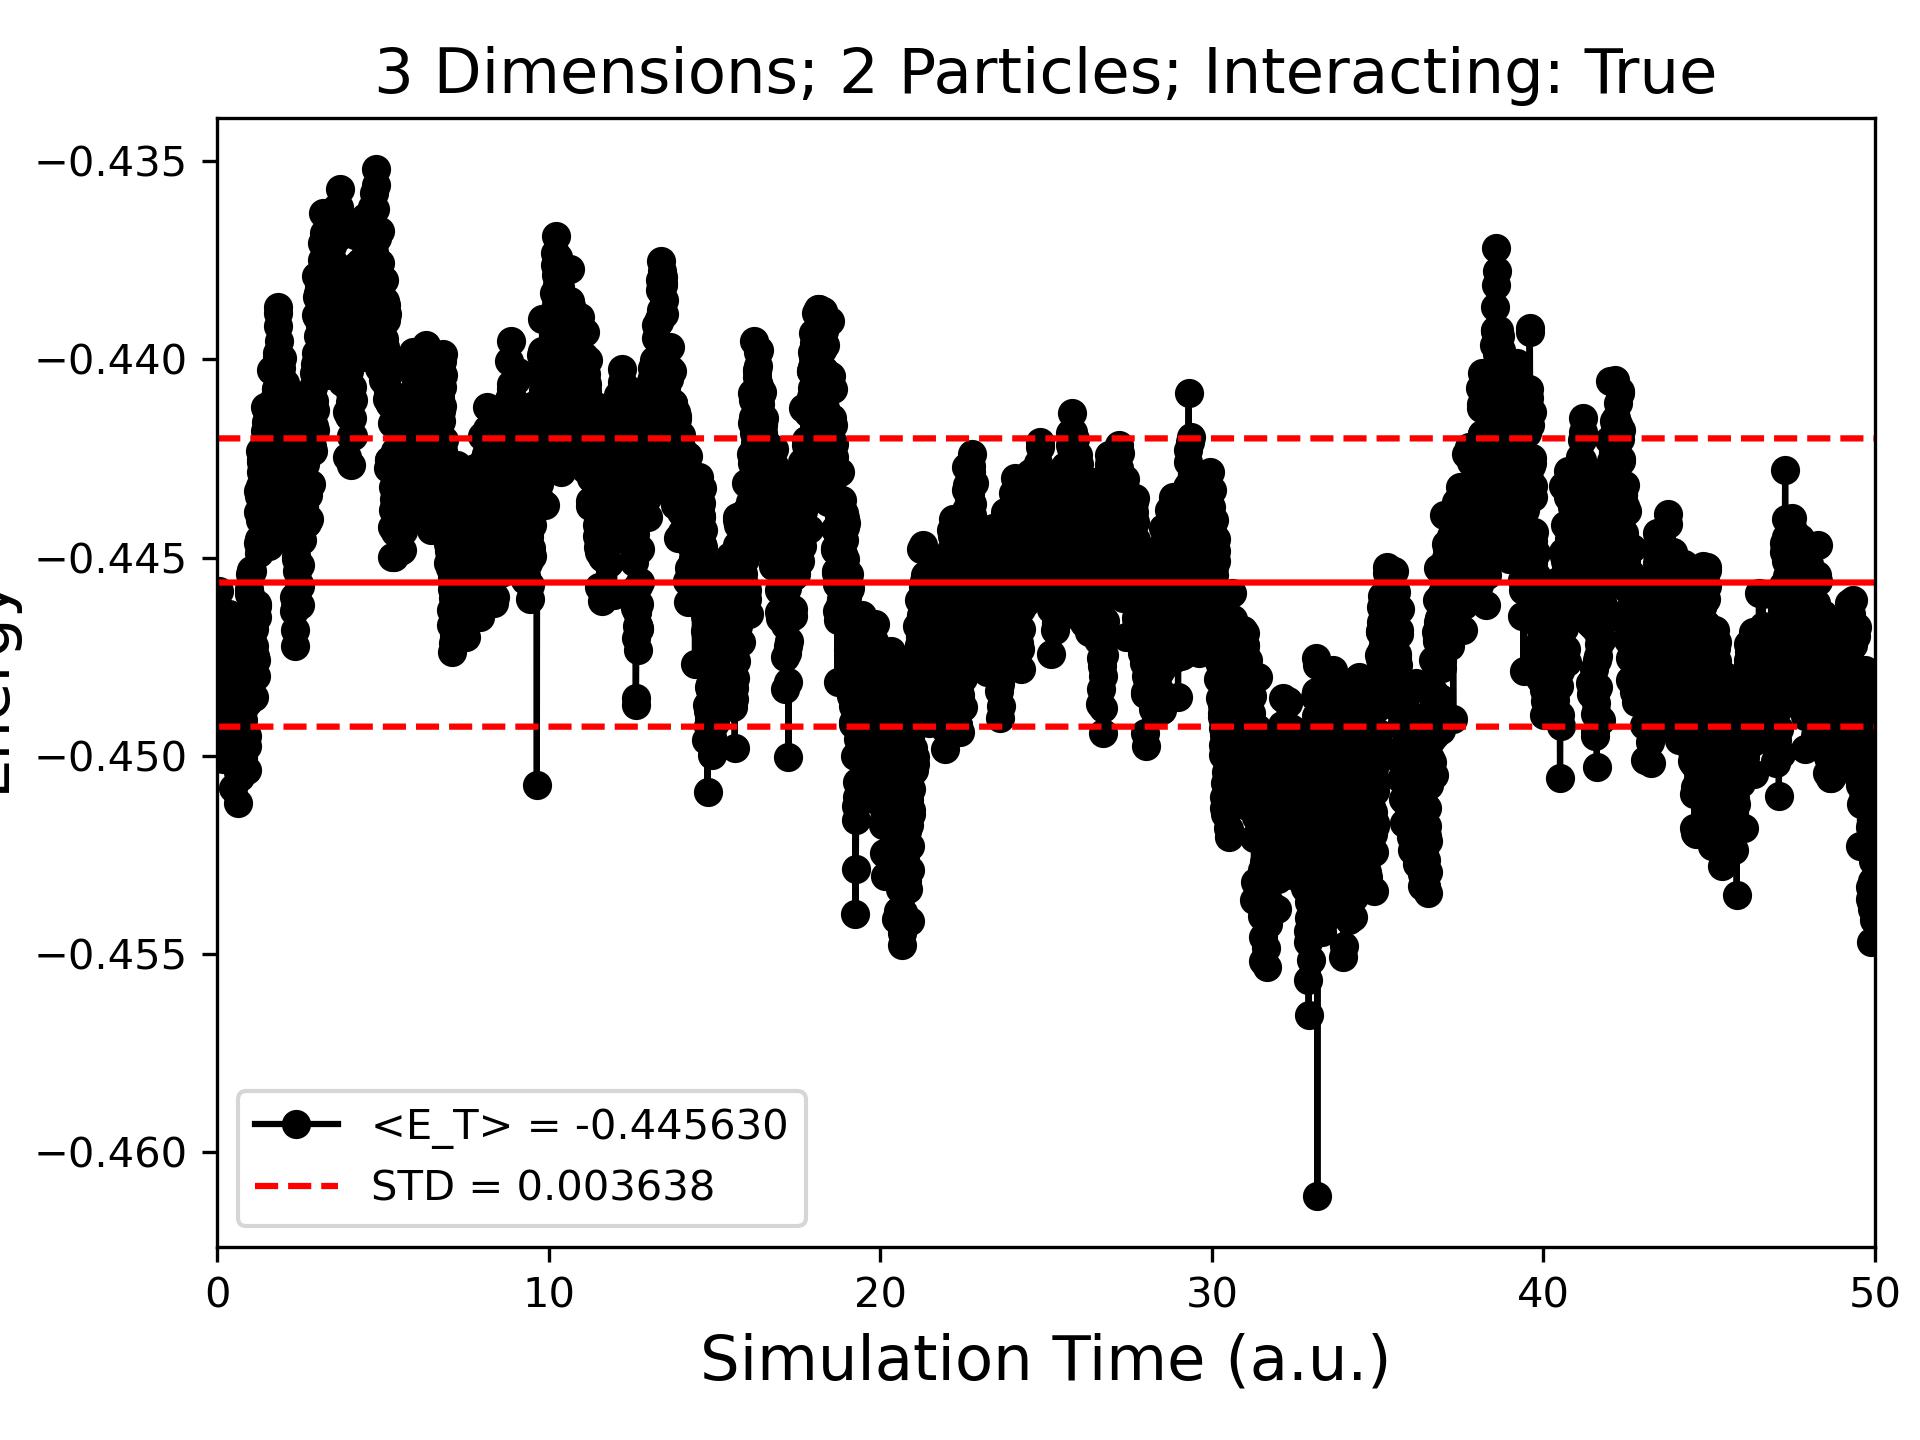 3 Dimensions; 2 Particles; Interacting: True
−0.435
−0.440
−0.445
−0.450
−0.455
−0.460
Energy
<E_T> = -0.445630
STD = 0.003638
0 10 20 30 40 50
Simulation Time (a.u.)